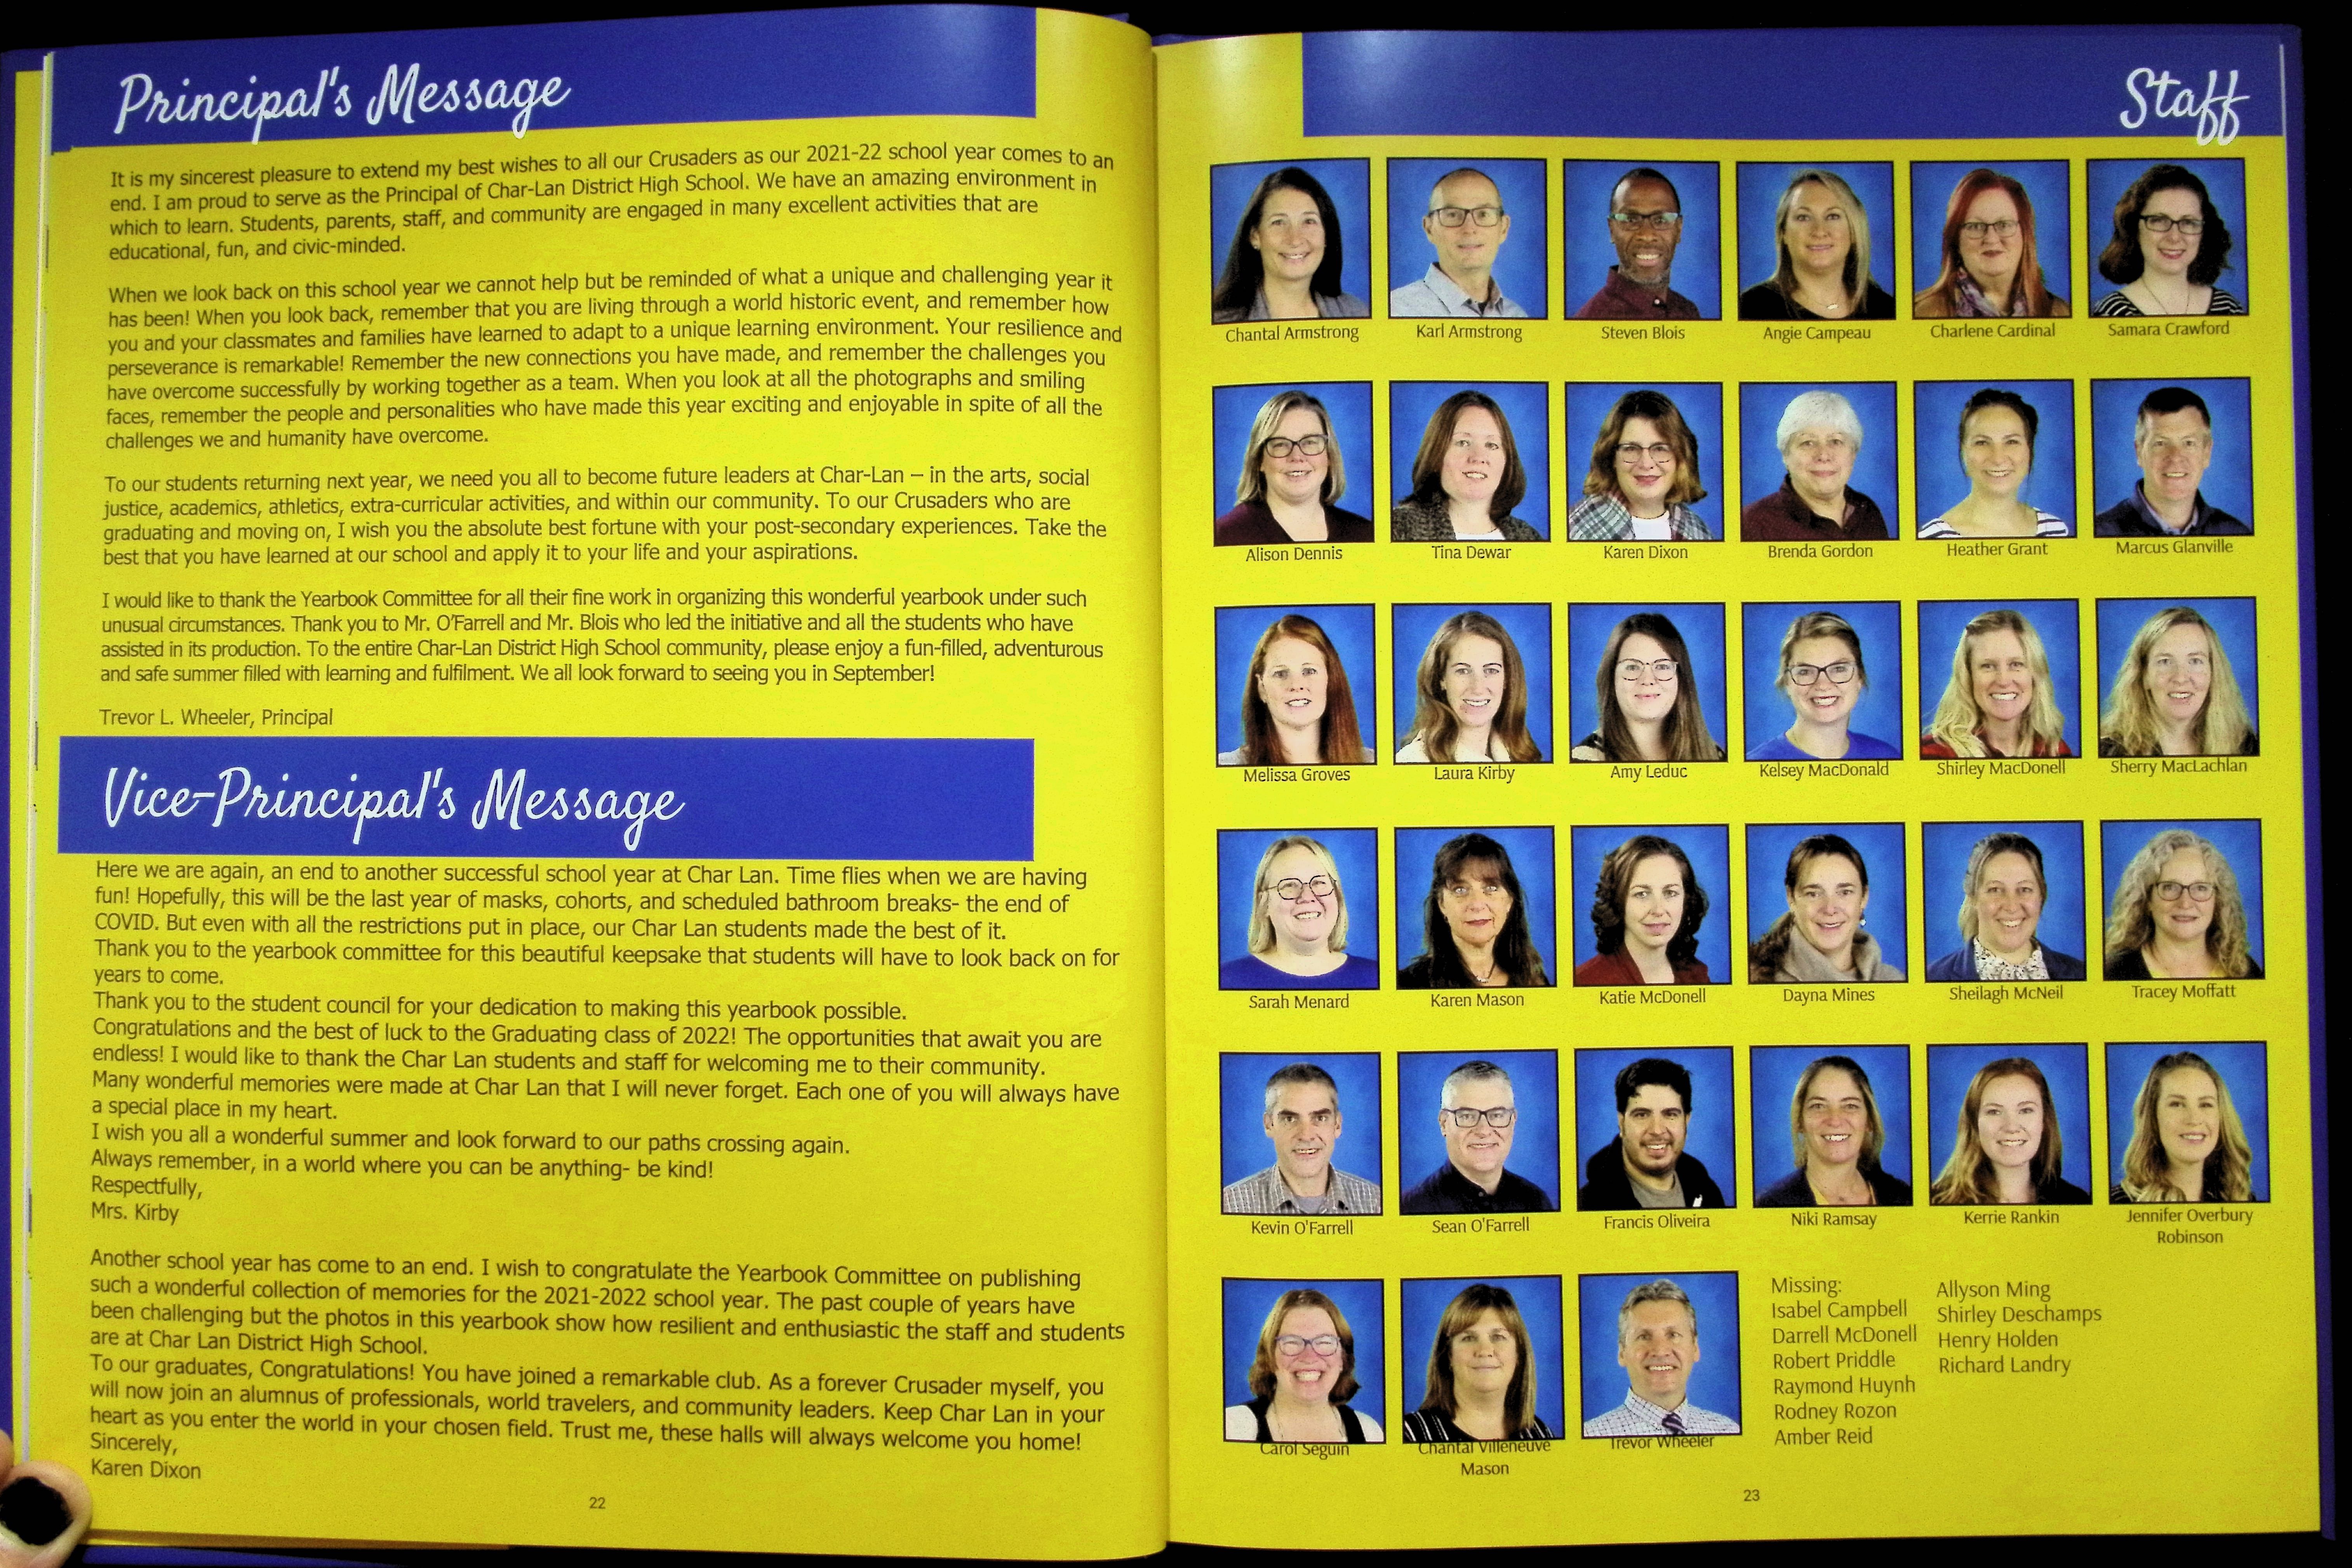 Principal's Message
It is my sincerest pleasure to extend my best wishes to all our Crusaders as our 2021-22 school year comes to an
end. I am proud to serve as the Principal of Char-Lan District High School. We have an amazing environment in
which to learn. Students, parents, staff, and community are engaged in many excellent activities that are
educational, fun, and civic-minded.
When we look back on this school year we cannot help but be reminded of what a unique and challenging year it
has been! When you look back, remember that you are living through a world historic event, and remember how
you and your classmates and families have learned to adapt to a unique learning environment. Your resilience and
perseverance is remarkable! Remember the new connections you have made, and remember the challenges you
have overcome successfully by working together as a team. When you look at all the photographs and smiling
faces, remember the people and personalities who have made this year exciting and enjoyable in spite of all the
challenges we and humanity have overcome.
To our students returning next year, we need you all to become future leaders at Char-Lan – in the arts, social
justice, academics, athletics, extra-curricular activities, and within our community. To our Crusaders who are
graduating and moving on, I wish you the absolute best fortune with your post-secondary experiences. Take the
best that you have learned at our school and apply it to your life and your aspirations.
I would like to thank the Yearbook Committee for all their fine work in organizing this wonderful yearbook under such
unusual circumstances. Thank you to Mr. O'Farrell and Mr. Blois who led the initiative and all the students who have
assisted in its production. To the entire Char-Lan District High School community, please enjoy a fun-filled, adventurous
and safe summer filled with learning and fulfilment. We all look forward to seeing you in September!
Trevor L. Wheeler, Principal
Vice-Principal's Message
Here we are again, an end to another successful school year at Char Lan. Time flies when we are having
fun! Hopefully, this will be the last year of masks, cohorts, and scheduled bathroom breaks- the end of
COVID. But even with all the restrictions put in place, our Char Lan students made the best of it.
Thank you to the yearbook committee for this beautiful keepsake that students will have to look back on for
years to come.
Thank you to the student council for your dedication to making this yearbook possible.
Congratulations and the best of luck to the Graduating class of 2022! The opportunities that await you are
endless! I would like to thank the Char Lan students and staff for welcoming me to their community.
Many wonderful memories were made at Char Lan that I will never forget. Each one of you will always have
a special place in my heart.
I wish you all a wonderful summer and look forward to our paths crossing again.
Always remember, in a world where you can be anything- be kind!
Respectfully,
Mrs. Kirby
Another school year has come to an end. I wish to congratulate the Yearbook Committee on publishing
such a wonderful collection of memories for the 2021-2022 school year. The past couple of years have
been challenging but the photos in this yearbook show how resilient and enthusiastic the staff and students
are at Char Lan District High School.
To our graduates, Congratulations! You have joined a remarkable club. As a forever Crusader myself, you
will now join an alumnus of professionals, world travelers, and community leaders. Keep Char Lan in your
heart as you enter the world in your chosen field. Trust me, these halls will always welcome you home!
Sincerely,
Karen Dixon
22
Staff
Chantal Armstrong
Karl Armstrong
Steven Blois
Angie Campeau
Charlene Cardinal
Samara Crawford
Alison Dennis
Tina Dewar
Karen Dixon
Brenda Gordon
Heather Grant
Marcus Glanville
Melissa Groves
Laura Kirby
Amy Leduc
Kelsey MacDonald
Shirley MacDonell
Sherry MacLachlan
Sarah Menard
Karen Mason
Katie McDonell
Dayna Mines
Sheilagh McNeil
Tracey Moffatt
Kevin O'Farrell
Sean O'Farrell
Francis Oliveira
Niki Ramsay
Kerrie Rankin
Jennifer Overbury
Robinson
Carol Seguin
Chantal Villeneuve
Mason
Trevor Wheeler
Missing:
Isabel Campbell
Darrell McDonell
Robert Priddle
Raymond Huynh
Rodney Rozon
Amber Reid
Allyson Ming
Shirley Deschamps
Henry Holden
Richard Landry
23